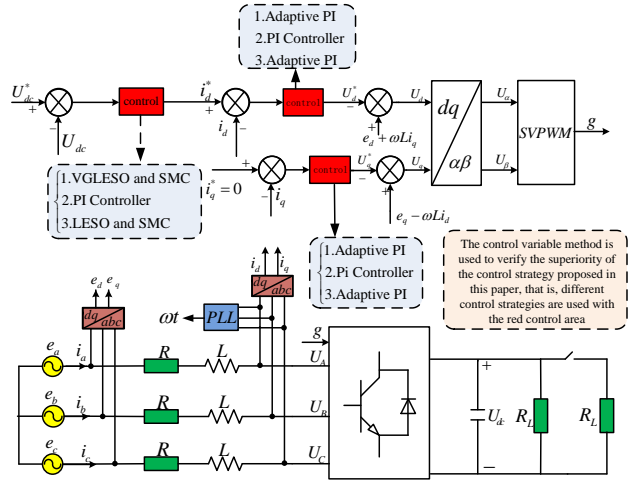 1.Adaptive PI
2.PI Controller
3.Adaptive PI
U*dc
+
−
Udc
control
i*d
+
−
id
control
U*d
−
+
ed + ωLiq
Ud
dq
αβ
Uα
Uβ
SVPWM
g
1.VGLESO and SMC
2.PI Controller
3.LESO and SMC
i*q = 0
+
−
iq
control
U*q
−
+
eq − ωLid
1.Adaptive PI
2.Pi Controller
3.Adaptive PI
The control variable method is
used to verify the superiority of
the control strategy proposed in
this paper, that is, different
control strategies are used with
the red control area
ed eq
dq
abc
id iq
dq
abc
ωt
PLL
g
ea
ia
R
L
UA
eb
ib
R
L
UB
ec
ic
R
L
UC
+
Udc
−
RL
RL